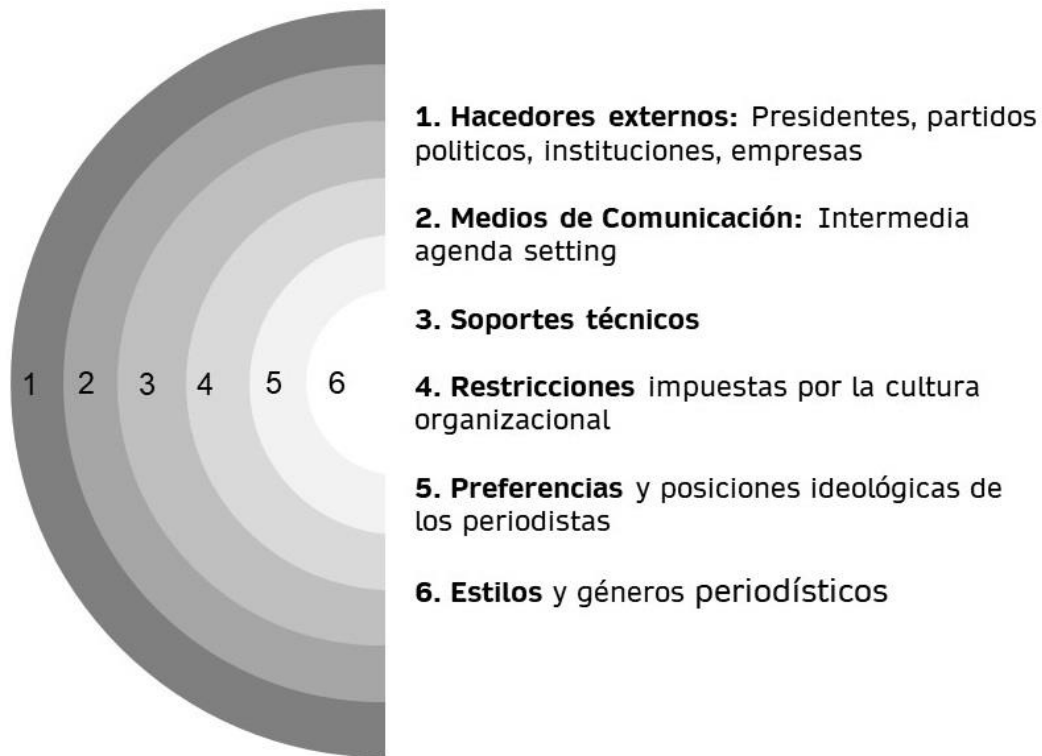 1 2 3 4 5 6
1. Hacedores externos: Presidentes, partidos
politicos, instituciones, empresas
2. Medios de Comunicación: Intermedia
agenda setting
3. Soportes técnicos
4. Restricciones impuestas por la cultura
organizacional
5. Preferencias y posiciones ideológicas de
los periodistas
6. Estilos y géneros periodísticos